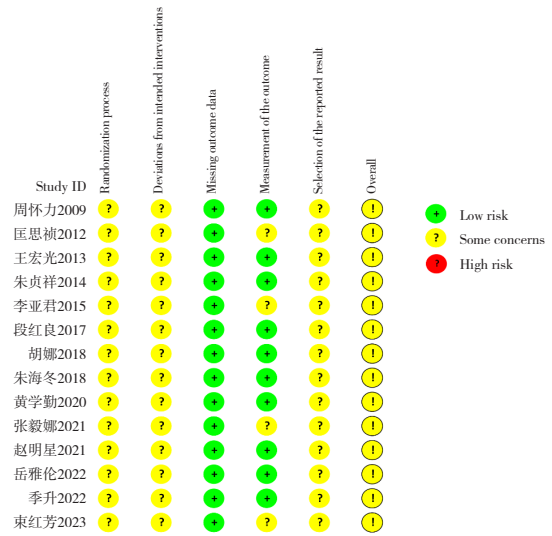 Study ID Randomization process Deviations from intended interventions Missing outcome data Measurement of the outcome Selection of the reported result Overall
周怀力2009 ? ? + + ? !
匡思祯2012 ? ? + ? ? !
王宏光2013 ? ? + + ? !
朱贞祥2014 ? ? + + ? !
李亚君2015 ? ? + ? ? !
段红良2017 ? ? + + ? !
胡娜2018 ? ? + + ? !
朱海冬2018 ? ? + + ? !
黄学勤2020 ? ? + + ? !
张毅娜2021 ? ? + ? ? !
赵明星2021 ? ? + + ? !
岳雅伦2022 ? ? + + ? !
季升2022 ? ? + + ? !
束红芳2023 ? ? + ? ? !
+ Low risk
? Some concerns
? High risk